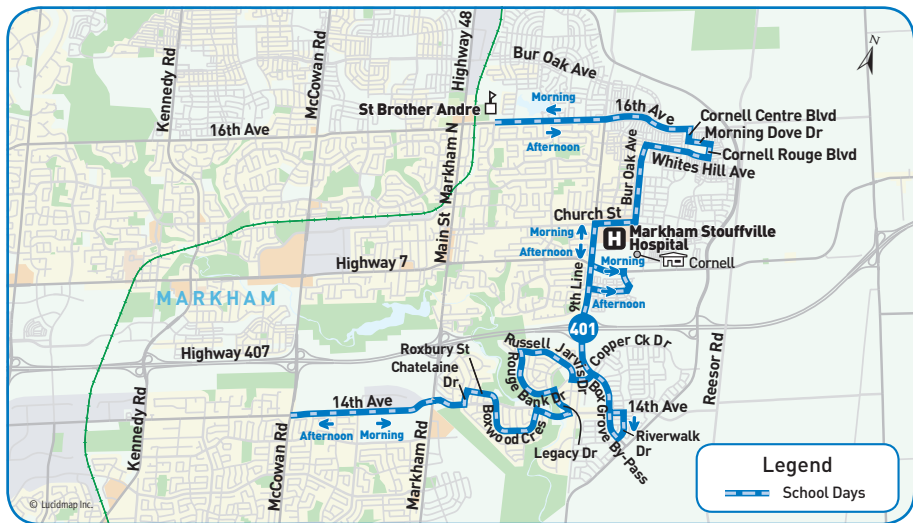 Kennedy Rd
McCowan Rd
Highway 48
Bur Oak Ave
N
St Brother Andre
Morning
16th Ave
Cornell Centre Blvd
Morning Dove Dr
16th Ave
Afternoon
Cornell Rouge Blvd
Whites Hill Ave
Bur Oak Ave
Main St Markham N
Church St
Morning
H
Markham Stouffville
Hospital
Afternoon
Morning
Cornell
Highway 7
MARKHAM
9th Line
Afternoon
401
Highway 407
Roxbury St
Chatelaine
Dr
Russell
Jarvis Dr
Copper Ck Dr
Reesor Rd
Rouge Bank Dr
Box Grove By-Pass
14th Ave
Afternoon
Morning
Boxwood Cres
14th Ave
Riverwalk
Dr
Legacy Dr
Kennedy Rd
McCowan Rd
Markham Rd
Legend
School Days
© Lucidmap Inc.